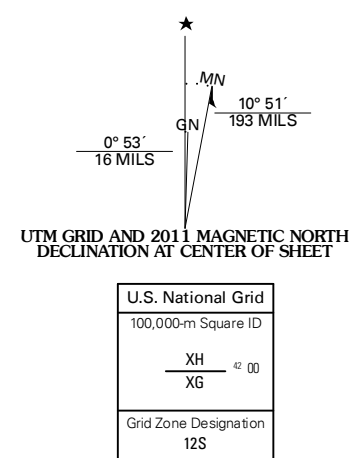 ★
MN
GN
10° 51´
193 MILS
0° 53´
16 MILS
UTM GRID AND 2011 MAGNETIC NORTH
DECLINATION AT CENTER OF SHEET
U.S. National Grid
100,000-m Square ID
XH
42 00
XG
Grid Zone Designation
12S